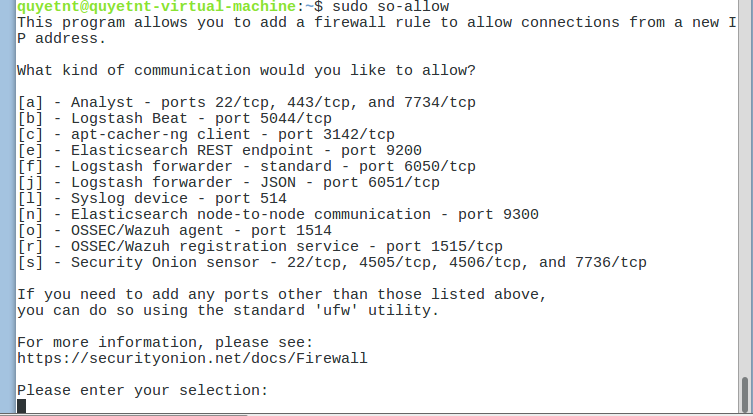 quyetnt@quyetnt-virtual-machine:~$ sudo so-allow
This program allows you to add a firewall rule to allow connections from a new I
P address.
What kind of communication would you like to allow?
[a] - Analyst - ports 22/tcp, 443/tcp, and 7734/tcp
[b] - Logstash Beat - port 5044/tcp
[c] - apt-cacher-ng client - port 3142/tcp
[e] - Elasticsearch REST endpoint - port 9200
[f] - Logstash forwarder - standard - port 6050/tcp
[j] - Logstash forwarder - JSON - port 6051/tcp
[l] - Syslog device - port 514
[n] - Elasticsearch node-to-node communication - port 9300
[o] - OSSEC/Wazuh agent - port 1514
[r] - OSSEC/Wazuh registration service - port 1515/tcp
[s] - Security Onion sensor - 22/tcp, 4505/tcp, 4506/tcp, and 7736/tcp
If you need to add any ports other than those listed above,
you can do so using the standard 'ufw' utility.
For more information, please see:
https://securityonion.net/docs/Firewall
Please enter your selection: